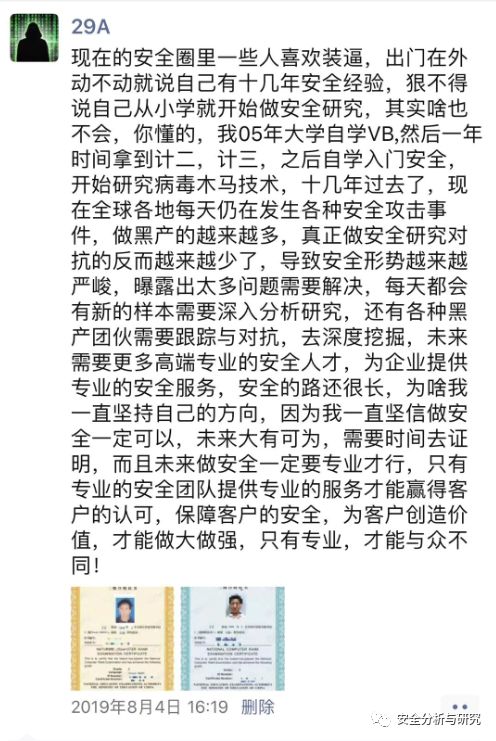 29A
现在的安全圈里一些人喜欢装逼，出门在外
动不动就说自己有十几年安全经验，狠不得
说自己从小学就开始做安全研究，其实啥也
不会，你懂的，我05年大学自学VB,然后一年
时间拿到计二，计三，之后自学入门安全，
开始研究病毒木马技术，十几年过去了，现
在全球各地每天仍在发生各种安全攻击事
件，做黑产的越来越多，真正做安全研究对
抗的反而越来越少了，导致安全形势越来越
严峻，曝露出太多问题需要解决，每天都会
有新的样本需要深入分析研究，还有各种黑
产团伙需要跟踪与对抗，去深度挖掘，未来
需要更多高端专业的安全人才，为企业提供
专业的安全服务，安全的路还很长，为啥我
一直坚持自己的方向，因为我一直坚信做安
全一定可以，未来大有可为，需要时间去证
明，而且未来做安全一定要专业才行，只有
专业的安全团队提供专业的服务才能赢得客
户的认可，保障客户的安全，为客户创造价
值，才能做大做强，只有专业，才能与众不
同！
NATIONAL COMPUTER RANK
EXAMINATION CERTIFICATE
2019年8月4日 16:19 删除
安全分析与研究